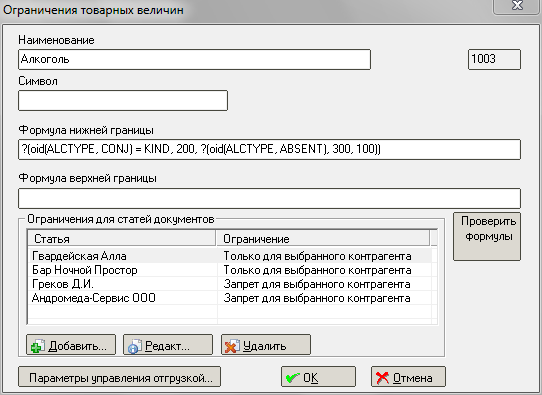 Ограничения товарных величин
Наименование
Алкоголь
1003
Символ
Формула нижней границы
?(oid(ALCTYPE, CONJ) = KIND, 200, ?(oid(ALCTYPE, ABSENT), 300, 100))
Формула верхней границы
Ограничения для статей документов
Проверить
формулы
Статья Ограничение
Гвардейская Алла Только для выбранного контрагента
Бар Ночной Простор Только для выбранного контрагента
Греков Д.И. Запрет для выбранного контрагента
Андромеда-Сервис ООО Запрет для выбранного контрагента
Добавить... Редакт... Удалить
Параметры управления отгрузкой... OK Отмена